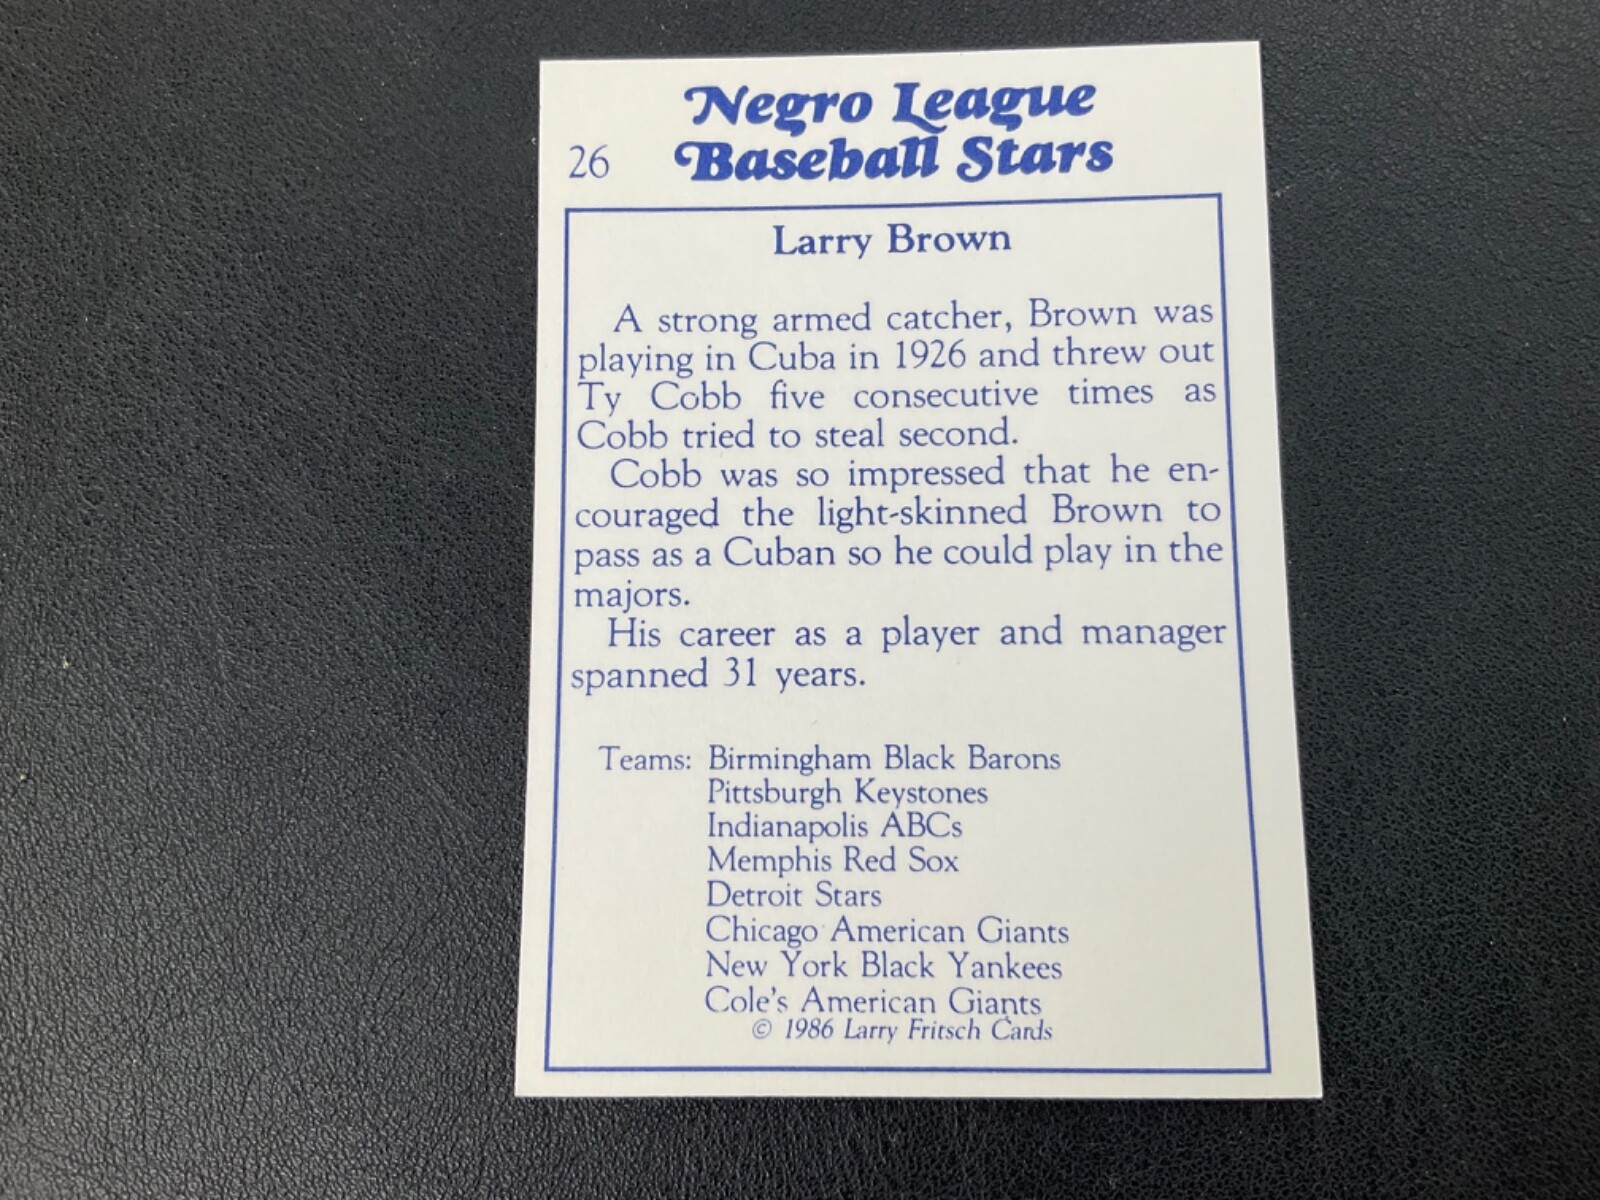 Negro League
26 Baseball Stars
Larry Brown
A strong armed catcher, Brown was
playing in Cuba in 1926 and threw out
Ty Cobb five consecutive times as
Cobb tried to steal second.
Cobb was so impressed that he en-
couraged the light-skinned Brown to
pass as a Cuban so he could play in the
majors.
His career as a player and manager
spanned 31 years.
Teams: Birmingham Black Barons
Pittsburgh Keystones
Indianapolis ABCs
Memphis Red Sox
Detroit Stars
Chicago American Giants
New York Black Yankees
Cole's American Giants
© 1986 Larry Fritsch Cards